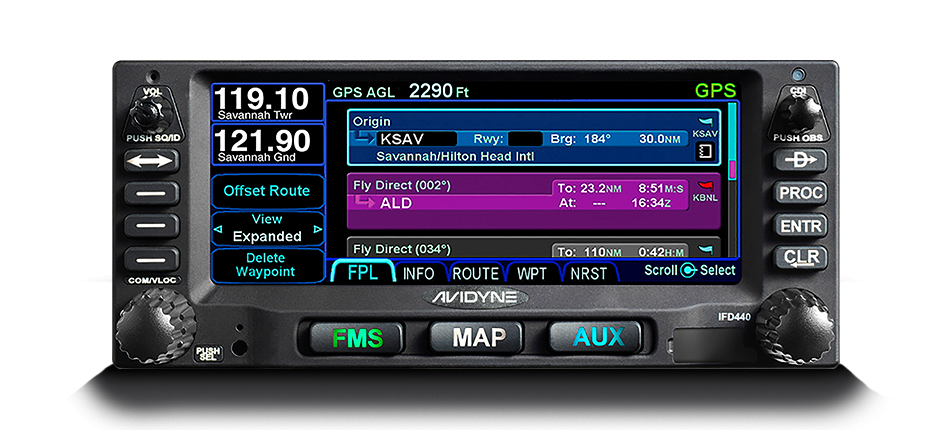 VOL
PUSH SQ/ID
119.10
Savannah Twr
121.90
Savannah Gnd
Offset Route
View
Expanded
Delete
Waypoint
COM/VLOC
GPS AGL 2290 Ft GPS
Origin
KSAV Rwy: Brg: 184° 30.0NM
KSAV
Savannah/Hilton Head Intl
Fly Direct (002°) To: 23.2NM 8:51M:S
ALD At: --- 16:34Z
KBNL
Fly Direct (034°) To: 110NM 0:42H:M
FPL INFO ROUTE WPT NRST Scroll Select
CDI
PUSH OBS
D
PROC
ENTR
CLR
AVIDYNE
IFD440
PUSH
SEL
FMS MAP AUX